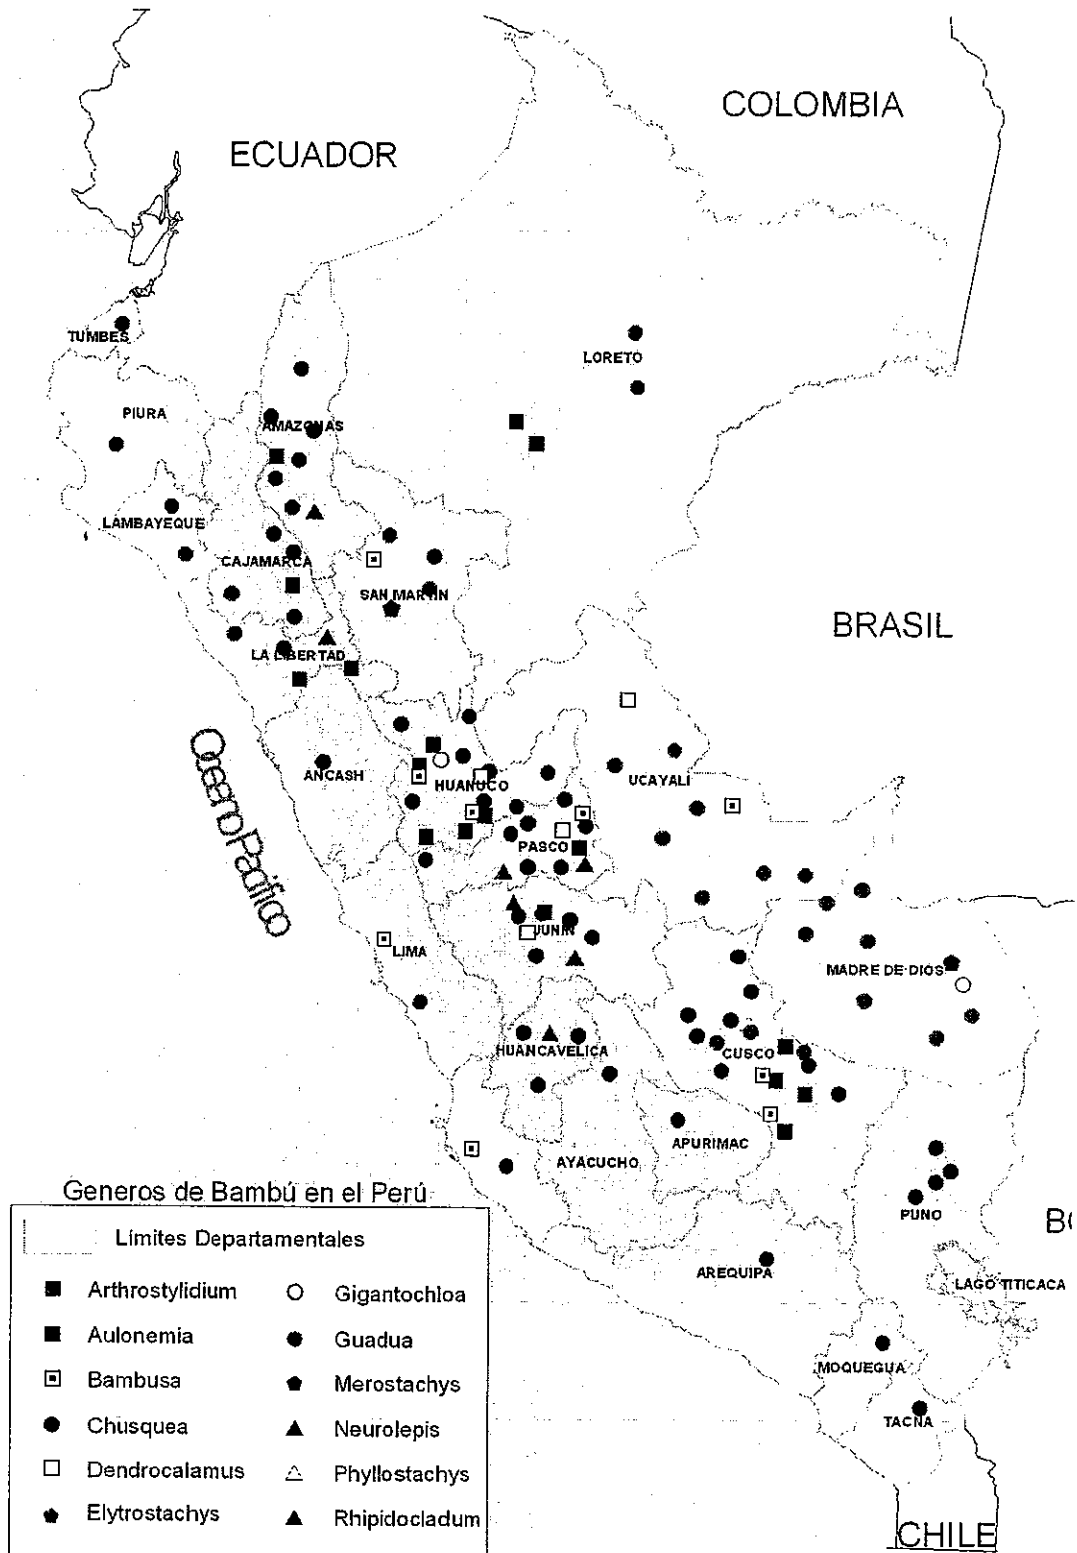 COLOMBIA
ECUADOR
TUMBES
LORETO
PIURA
AMAZONAS
LAMBAYEQUE
CAJAMARCA
SAN MARTIN
BRASIL
LA LIBERTAD
Oceano Pacifico
ANCASH
HUANUCO
UCAYALI
PASCO
JUNIN
LIMA
MADRE DE DIOS
HUANCAVELICA
CUSCO
APURIMAC
AYACUCHO
Generos de Bambú en el Perú
PUNO
BO
Límites Departamentales
AREQUIPA
LAGO TITICACA
Arthrostylidium
Gigantochloa
Aulonemia
Guadua
MOQUEGUA
Bambusa
Merostachys
TACNA
Chusquea
Neurolepis
Dendrocalamus
Phyllostachys
Elytrostachys
Rhipidocladum
CHILE